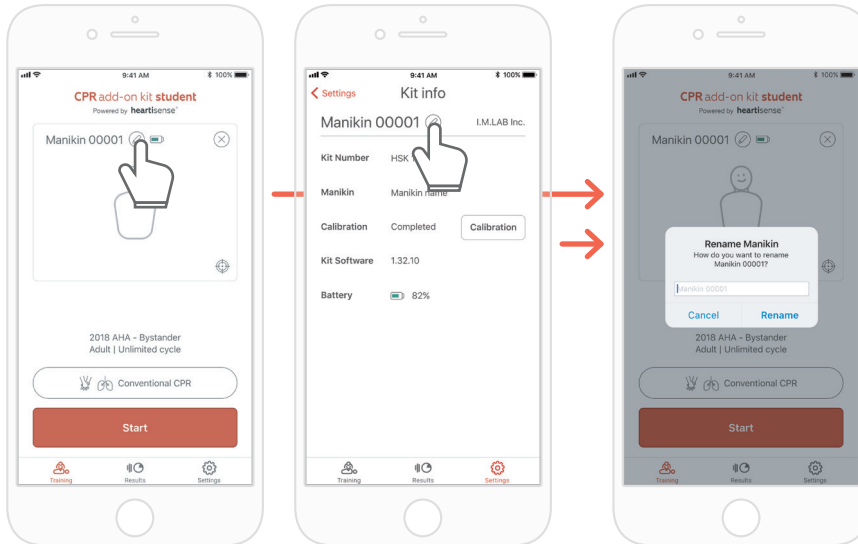 9:41 AM 100%
CPR add-on kit student
Powered by heartisense
Manikin 00001
2018 AHA - Bystander
Adult | Unlimited cycle
Conventional CPR
Start
Training Results Settings
9:41 AM 100%
Settings Kit info
Manikin 00001 I.M.LAB Inc.
Kit Number HSK
Manikin Manikin name
Calibration Completed Calibration
Kit Software 1.32.10
Battery 82%
Training Results Settings
9:41 AM 100%
CPR add-on kit student
Powered by heartisense
Manikin 00001
Rename Manikin
How do you want to rename
Manikin 00001?
Manikin 00001
Cancel Rename
2018 AHA - Bystander
Adult | Unlimited cycle
Conventional CPR
Start
Training Results Settings